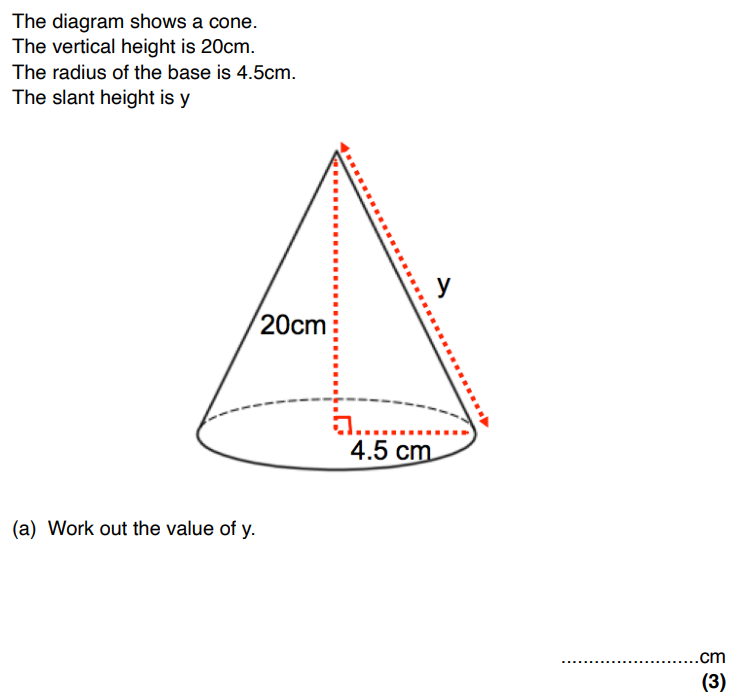 The diagram shows a cone.
The vertical height is 20cm.
The radius of the base is 4.5cm.
The slant height is y
y
20cm
4.5 cm
(a) Work out the value of y.
.........................cm
(3)